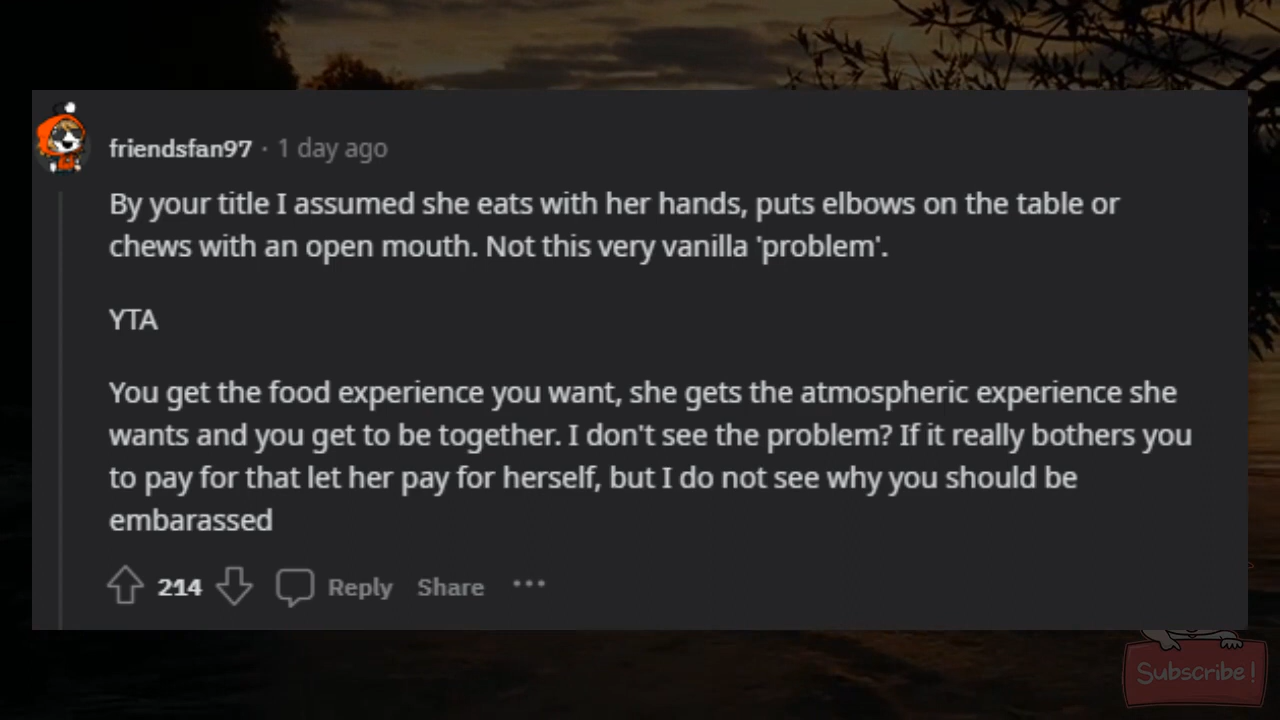 friendsfan97 · 1 day ago
By your title I assumed she eats with her hands, puts elbows on the table or
chews with an open mouth. Not this very vanilla 'problem'.
YTA
You get the food experience you want, she gets the atmospheric experience she
wants and you get to be together. I don't see the problem? If it really bothers you
to pay for that let her pay for herself, but I do not see why you should be
embarassed
214 Reply Share ...
Subscribe!